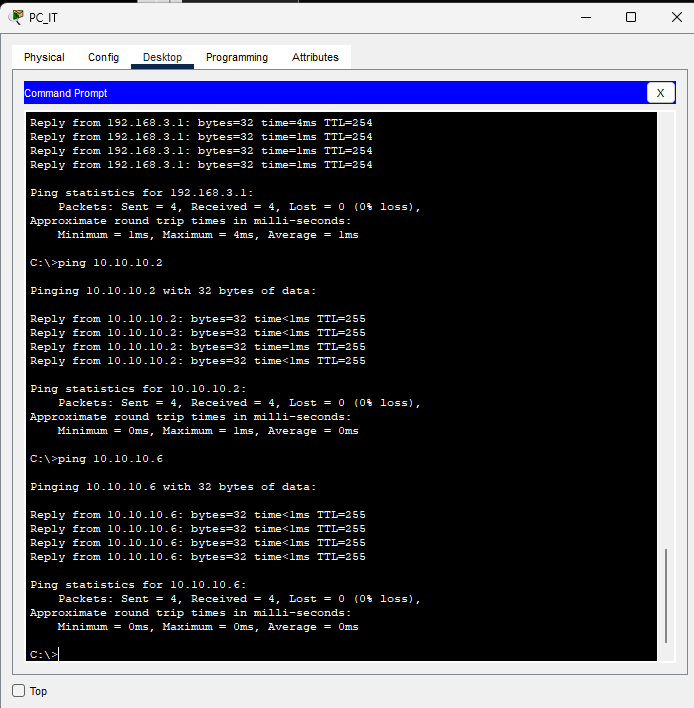 PC_IT
Physical Config Desktop Programming Attributes
Command Prompt X
Reply from 192.168.3.1: bytes=32 time=4ms TTL=254
Reply from 192.168.3.1: bytes=32 time=1ms TTL=254
Reply from 192.168.3.1: bytes=32 time=1ms TTL=254
Reply from 192.168.3.1: bytes=32 time=1ms TTL=254
Ping statistics for 192.168.3.1:
Packets: Sent = 4, Received = 4, Lost = 0 (0% loss),
Approximate round trip times in milli-seconds:
Minimum = 1ms, Maximum = 4ms, Average = 1ms
C:\>ping 10.10.10.2
Pinging 10.10.10.2 with 32 bytes of data:
Reply from 10.10.10.2: bytes=32 time<1ms TTL=255
Reply from 10.10.10.2: bytes=32 time<1ms TTL=255
Reply from 10.10.10.2: bytes=32 time=1ms TTL=255
Reply from 10.10.10.2: bytes=32 time<1ms TTL=255
Ping statistics for 10.10.10.2:
Packets: Sent = 4, Received = 4, Lost = 0 (0% loss),
Approximate round trip times in milli-seconds:
Minimum = 0ms, Maximum = 1ms, Average = 0ms
C:\>ping 10.10.10.6
Pinging 10.10.10.6 with 32 bytes of data:
Reply from 10.10.10.6: bytes=32 time<1ms TTL=255
Reply from 10.10.10.6: bytes=32 time<1ms TTL=255
Reply from 10.10.10.6: bytes=32 time<1ms TTL=255
Reply from 10.10.10.6: bytes=32 time<1ms TTL=255
Ping statistics for 10.10.10.6:
Packets: Sent = 4, Received = 4, Lost = 0 (0% loss),
Approximate round trip times in milli-seconds:
Minimum = 0ms, Maximum = 0ms, Average = 0ms
C:\>
Top